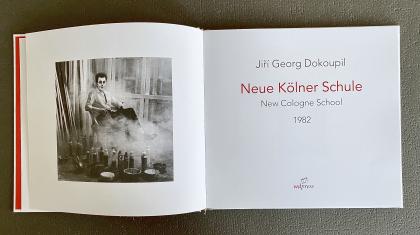 Jiří Georg Dokoupil
Neue Kölner Schule
New Cologne School
1982